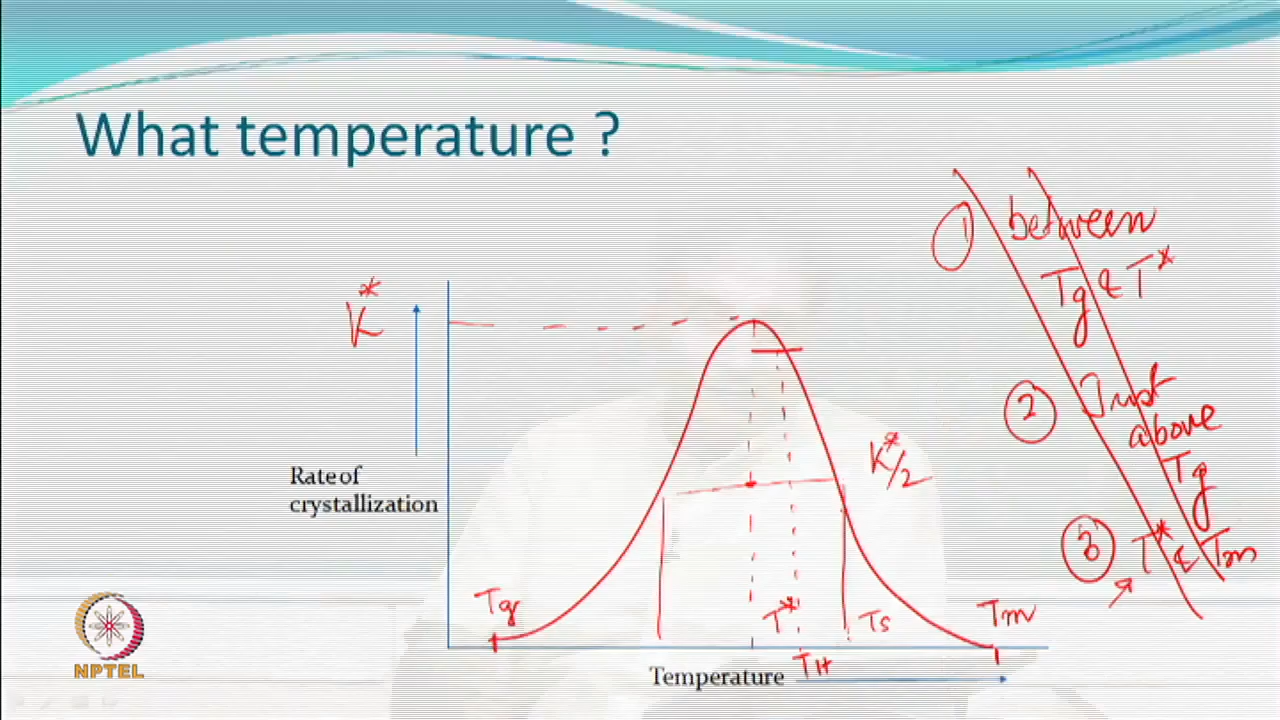 What temperature ?
① between
Tg & T*
② Just
above
Tg
③ T* & Tm
K*
K*/2
Rate of
crystallization
Tg
T*
Ts
Tm
TH
Temperature
NPTEL